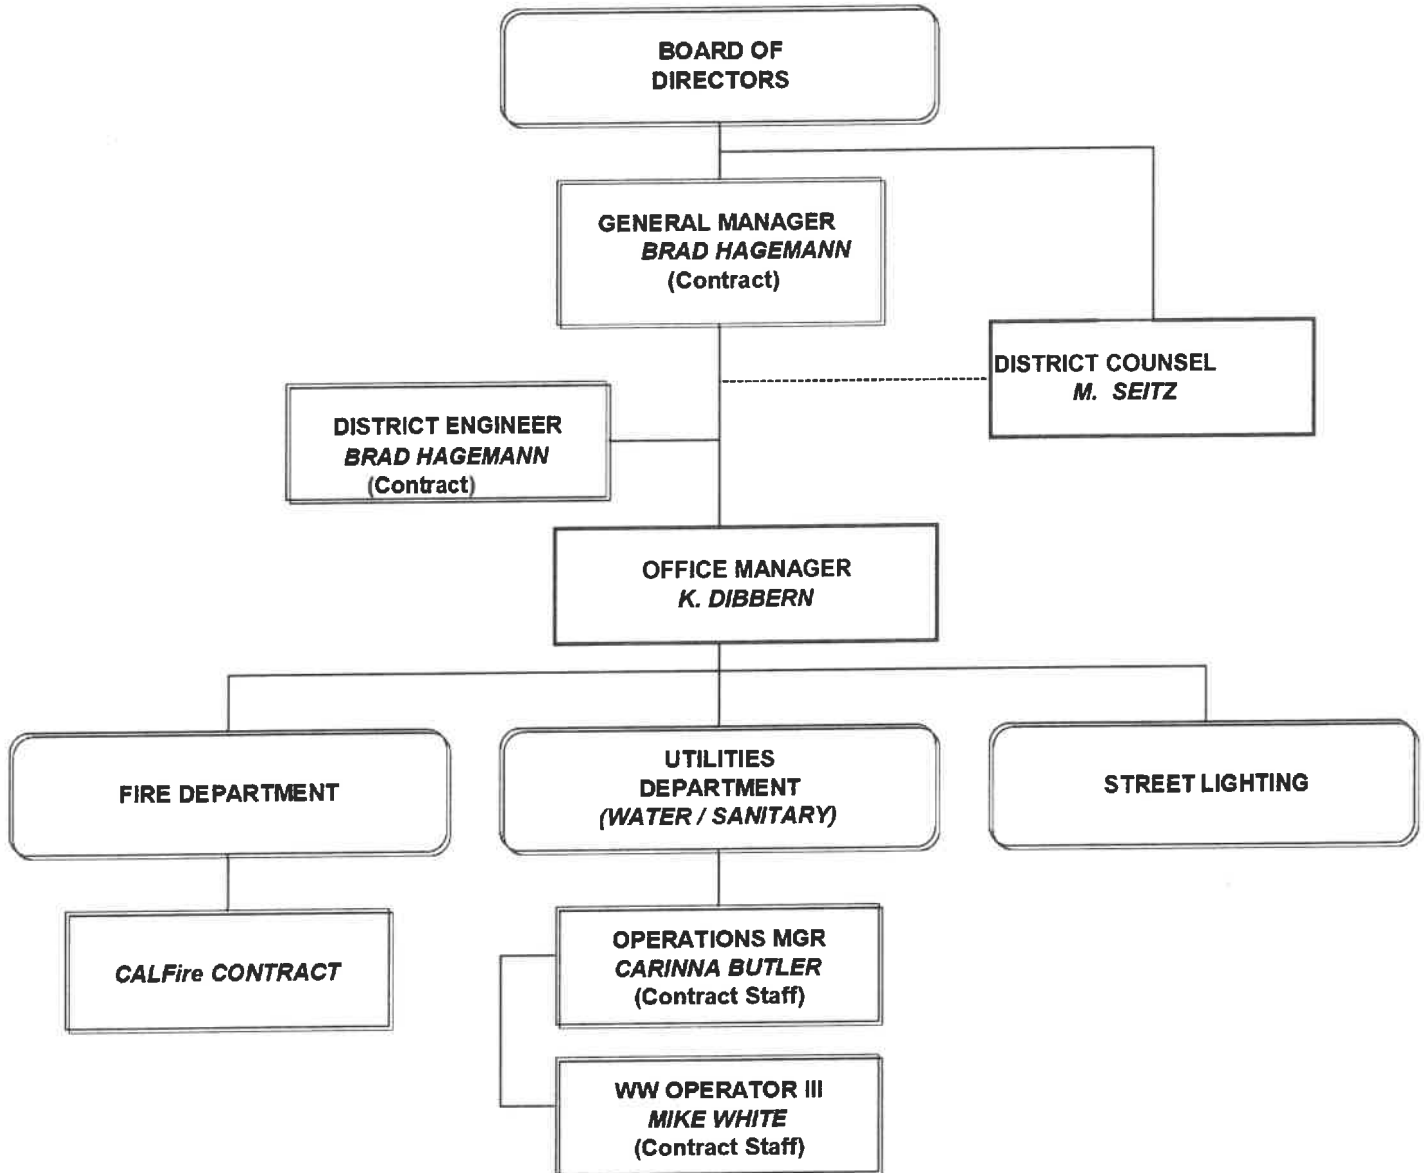 BOARD OF
DIRECTORS
GENERAL MANAGER
BRAD HAGEMANN
(Contract)
DISTRICT COUNSEL
M. SEITZ
DISTRICT ENGINEER
BRAD HAGEMANN
(Contract)
OFFICE MANAGER
K. DIBBERN
FIRE DEPARTMENT
UTILITIES
DEPARTMENT
(WATER / SANITARY)
STREET LIGHTING
CALFire CONTRACT
OPERATIONS MGR
CARINNA BUTLER
(Contract Staff)
WW OPERATOR III
MIKE WHITE
(Contract Staff)